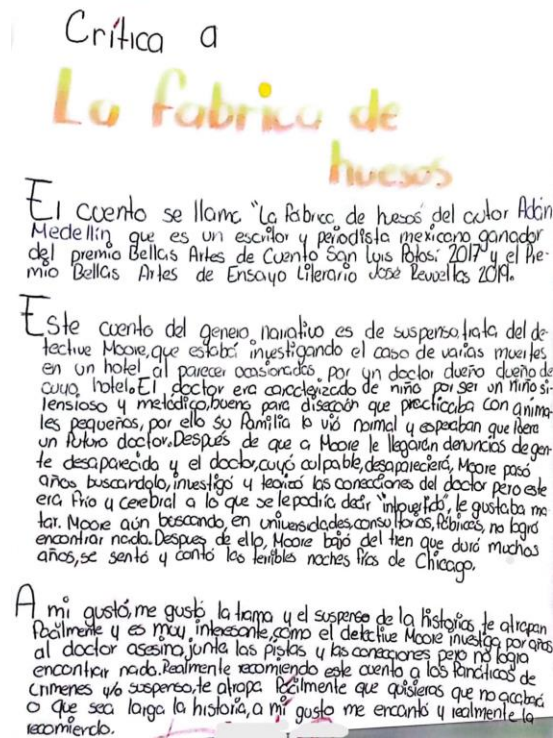 Crítica a
La fabrica de
huesos
El cuento se llama "La fabrica de huesos" del autor Adán
Medellín que es un escritor y periodista mexicano ganador
del premio Bellas Artes de Cuento San Luis Potosí 2017 y el Pre-
mio Bellas Artes de Ensayo Literario José Revueltas 2019.
Este cuento del genero narrativo es de suspenso, trata del de-
tective Moore, que estaba investigando el caso de varias muertes
en un hotel al parecer ocasionadas, por un doctor dueño dueño de
cuyo hotel. El doctor era caracterizado de niño por ser un niño si-
lensioso y metódico, bueno para disección que practicaba con anima-
les pequeños, por ello su familia lo vió normal y esperaban que fuera
un futuro doctor. Después de que a Moore le llegarán denuncias de gen-
te desaparecida y el doctor, cuyó culpable, desapareciera, Moore pasó
años buscandolo, investigó y teorizó las conecciones del doctor pero este
era frio y cerebral a lo que se le podría decir "intovertido", le gustaba ma-
tar. Moore aún buscando, en universidades, consultorios, fábricas, no logró
encontrar nada. Despues de ello, Moore bajó del tren que duró muchos
años, se sentó y contó las terribles noches frías de Chicago.
A mi gustó, me gustó la trama y el suspenso de la historias, te atrapan
facilmente y es muy interesante, como el detective Moore investiga por años
al doctor asesino, junta las pistas y las conecciones pero no logra
encontrar nada. Realmente recomiendo este cuento a los fanáticos de
crimenes y/o suspenso, te atrapa fácilmente que quisieras que no acabará
o que sea larga la historia, a mi gusto me encantó y realmente la
recomiendo.